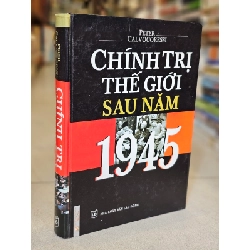 PETER
CALVOCORESSI
CHÍNH TRỊ
THẾ GIỚI
SAU NĂM
1945
CHÍNH TRỊ